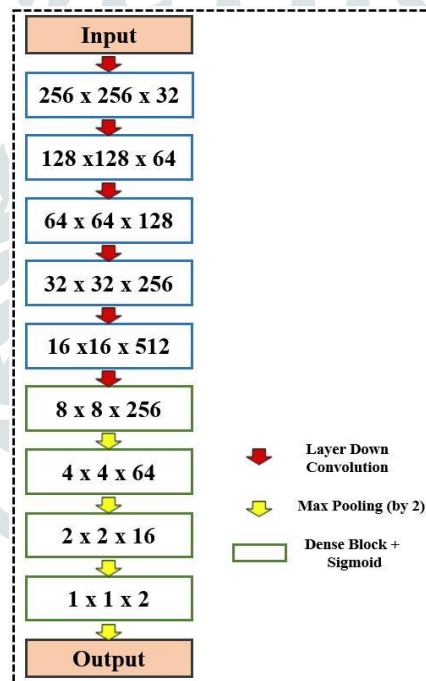 Input
256 x 256 x 32
128 x128 x 64
64 x 64 x 128
32 x 32 x 256
16 x16 x 512
8 x 8 x 256
4 x 4 x 64
2 x 2 x 16
1 x 1 x 2
Output
Layer Down
Convolution
Max Pooling (by 2)
Dense Block +
Sigmoid